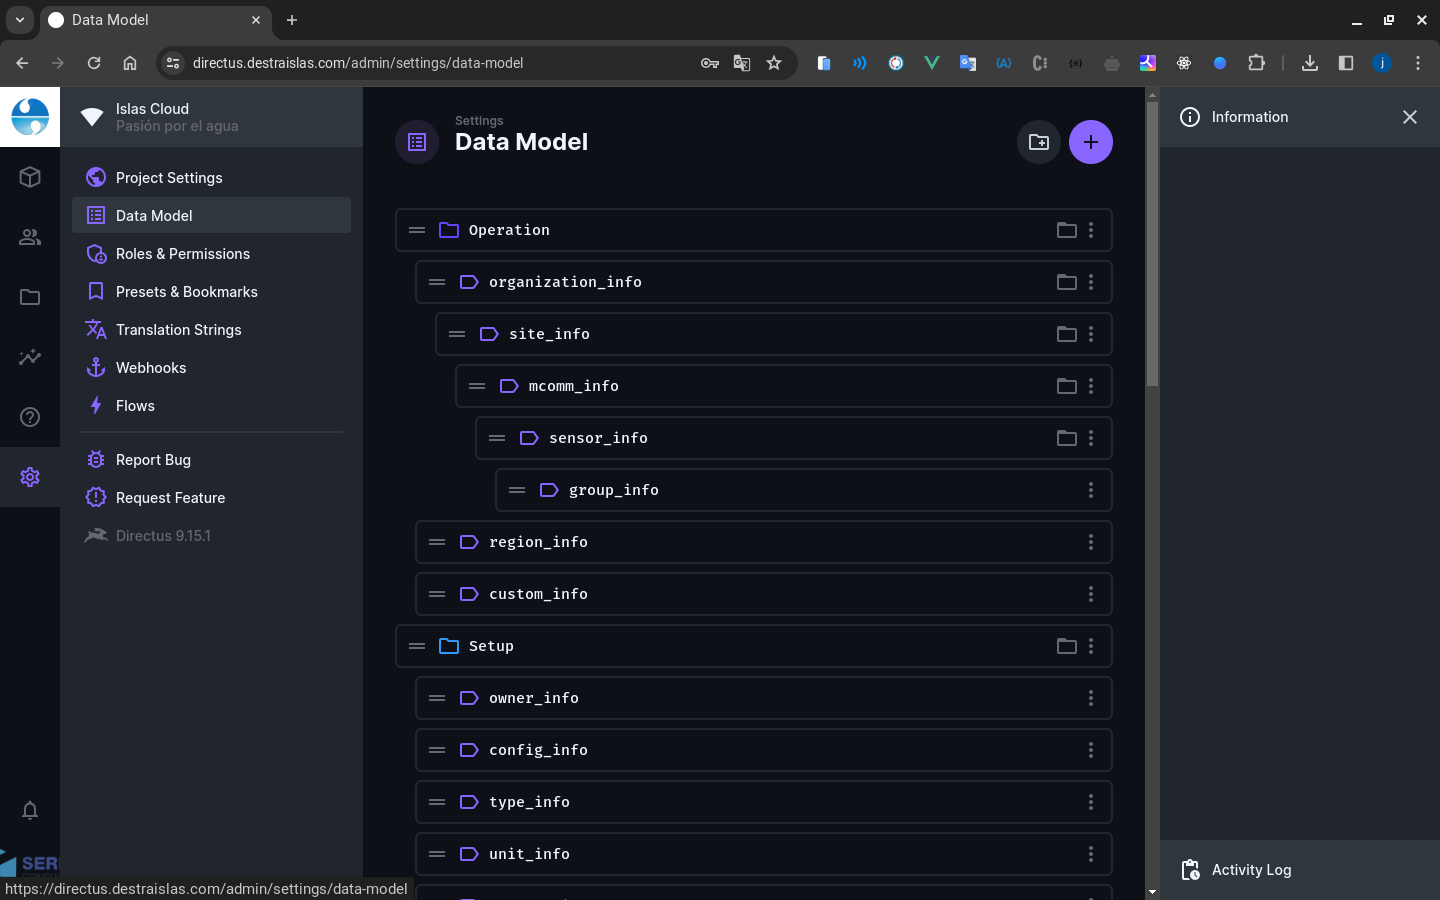 Data Model
directus.destraislas.com/admin/settings/data-model
Islas Cloud
Pasión por el agua
Project Settings
Data Model
Roles & Permissions
Presets & Bookmarks
Translation Strings
Webhooks
Flows
Report Bug
Request Feature
Directus 9.15.1
Settings
Data Model
Operation
organization_info
site_info
mcomm_info
sensor_info
group_info
region_info
custom_info
Setup
owner_info
config_info
type_info
unit_info
Information
Activity Log
https://directus.destraislas.com/admin/settings/data-model